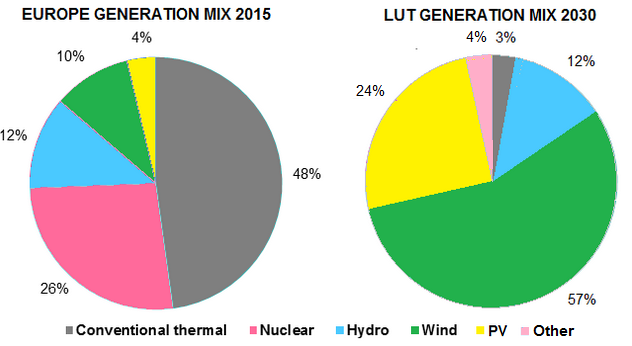 EUROPE GENERATION MIX 2015
LUT GENERATION MIX 2030
4%
10%
12%
26%
48%
4%
3%
12%
24%
57%
Conventional thermal
Nuclear
Hydro
Wind
PV
Other